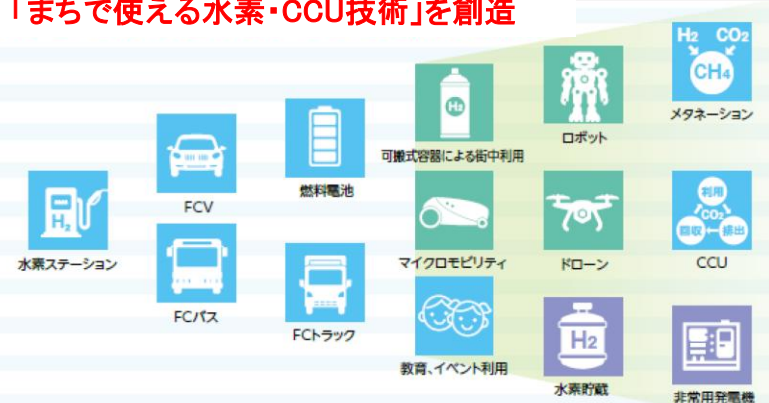 「まちで使える水素・CCU技術」を創造
H₂ CO₂
CH₄
メタネーション
H₂
可搬式容器による街中利用
ロボット
燃料電池
FCV
H₂
水素ステーション
マイクロモビリティ
ドローン
利用
CO₂
回収
排出
CCU
FCバス
FCトラック
教育、イベント利用
H2
水素貯蔵
非常用発電機